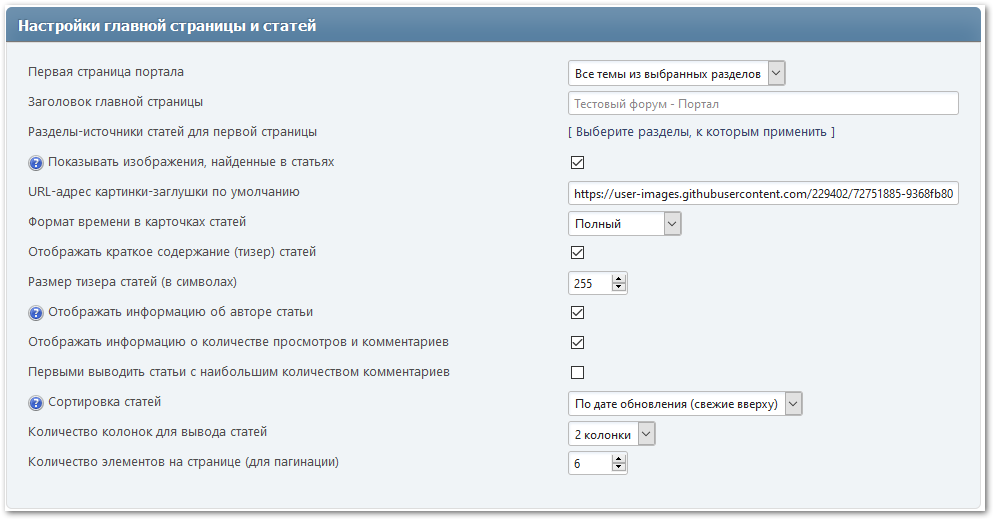 Настройки главной страницы и статей
Первая страница портала Все темы из выбранных разделов
Заголовок главной страницы Тестовый форум - Портал
Разделы-источники статей для первой страницы [ Выберите разделы, к которым применить ]
? Показывать изображения, найденные в статьях
URL-адрес картинки-заглушки по умолчанию https://user-images.githubusercontent.com/229402/72751885-9368fb80
Формат времени в карточках статей Полный
Отображать краткое содержание (тизер) статей
Размер тизера статей (в символах) 255
? Отображать информацию об авторе статьи
Отображать информацию о количестве просмотров и комментариев
Первыми выводить статьи с наибольшим количеством комментариев
? Сортировка статей По дате обновления (свежие вверху)
Количество колонок для вывода статей 2 колонки
Количество элементов на странице (для пагинации) 6